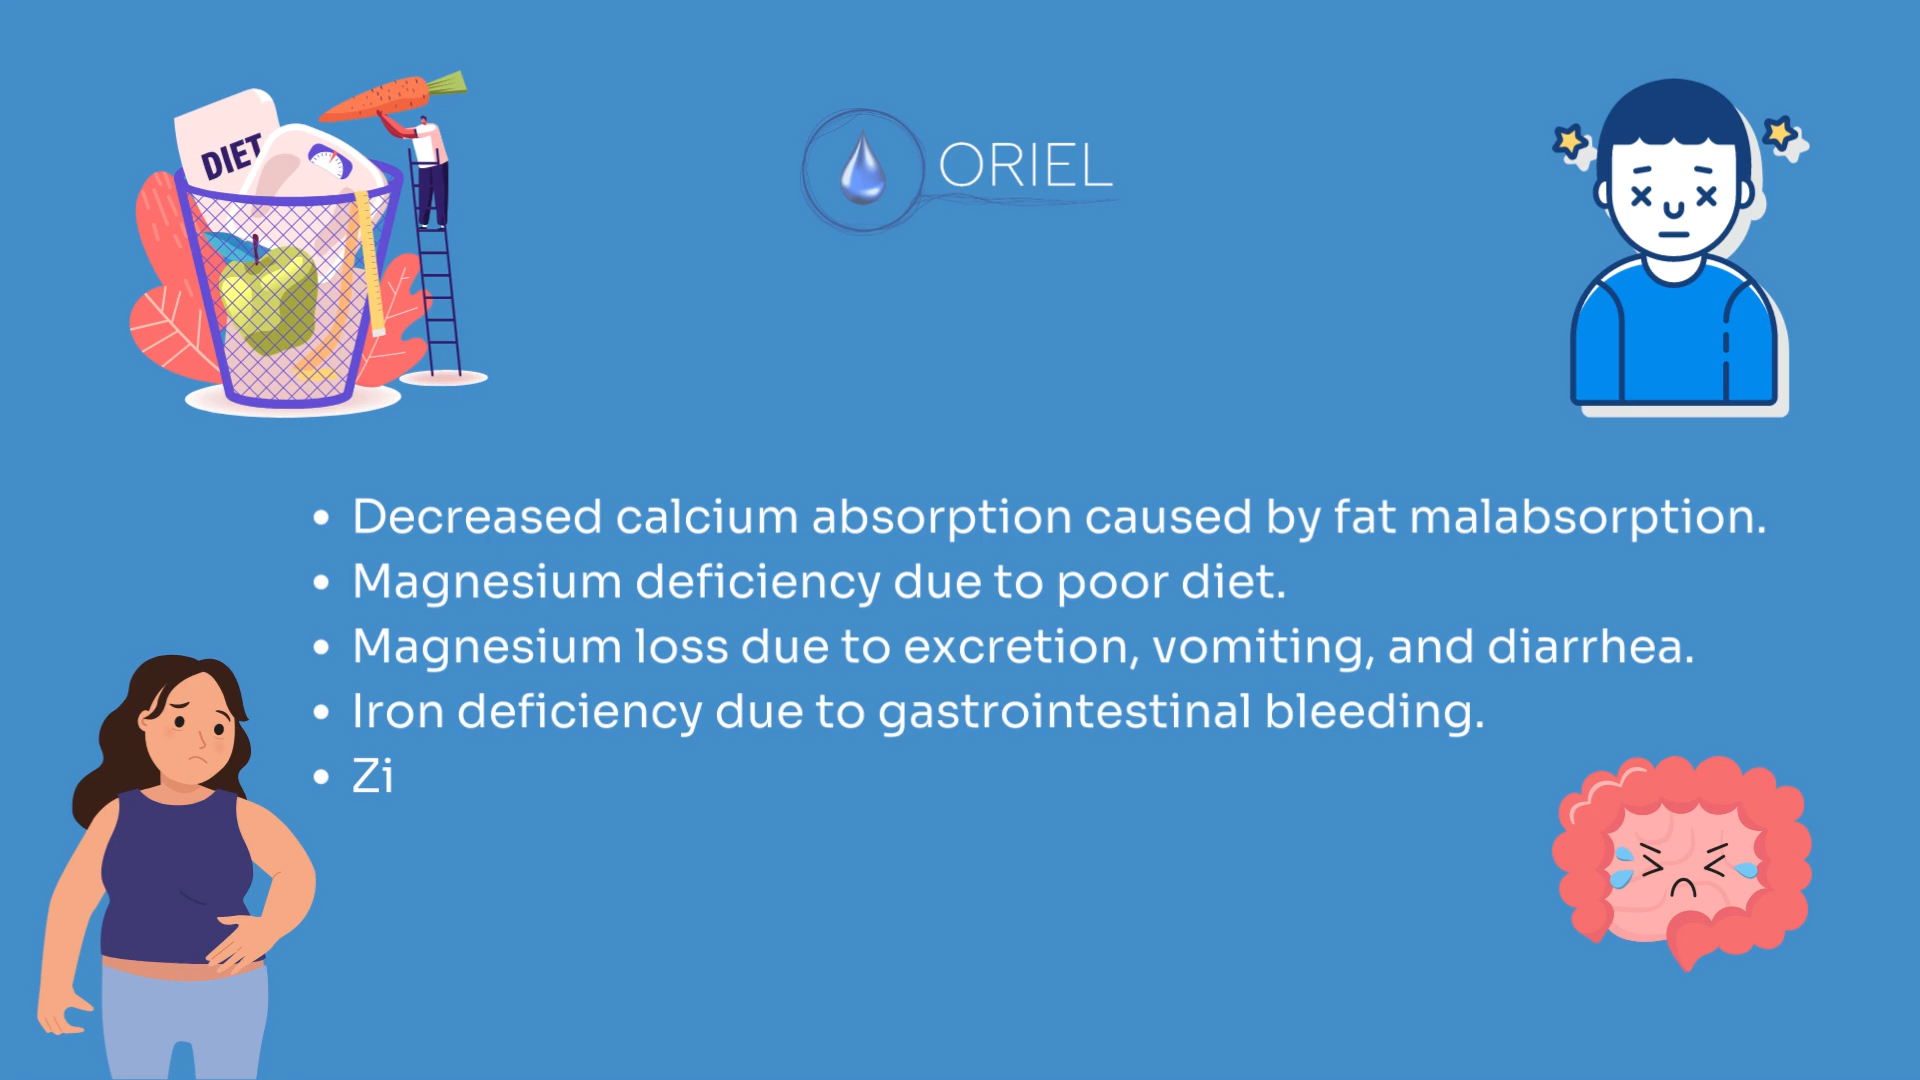 DIET
ORIEL
• Decreased calcium absorption caused by fat malabsorption.
• Magnesium deficiency due to poor diet.
• Magnesium loss due to excretion, vomiting, and diarrhea.
• Iron deficiency due to gastrointestinal bleeding.
• Zi